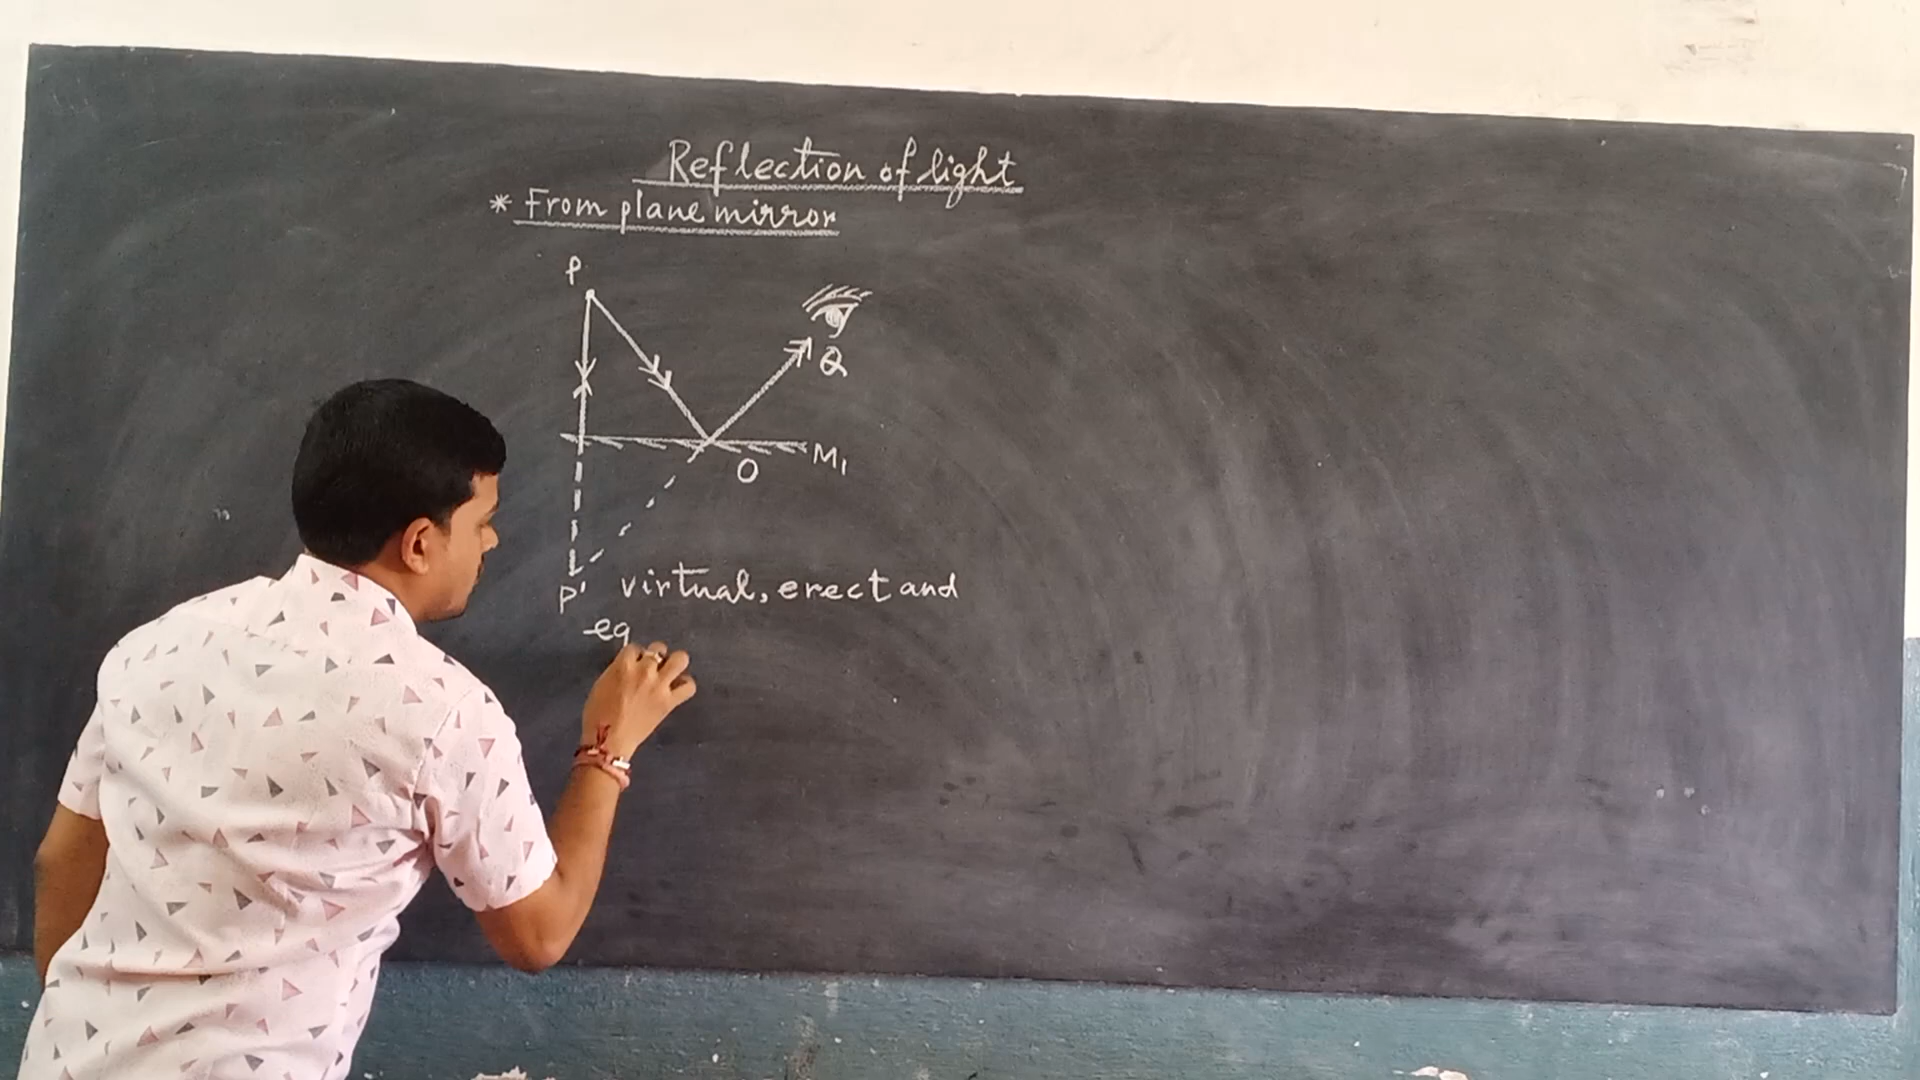 Reflection of light
* From plane mirror
P
Q
M1
O
P' virtual, erect and
eq